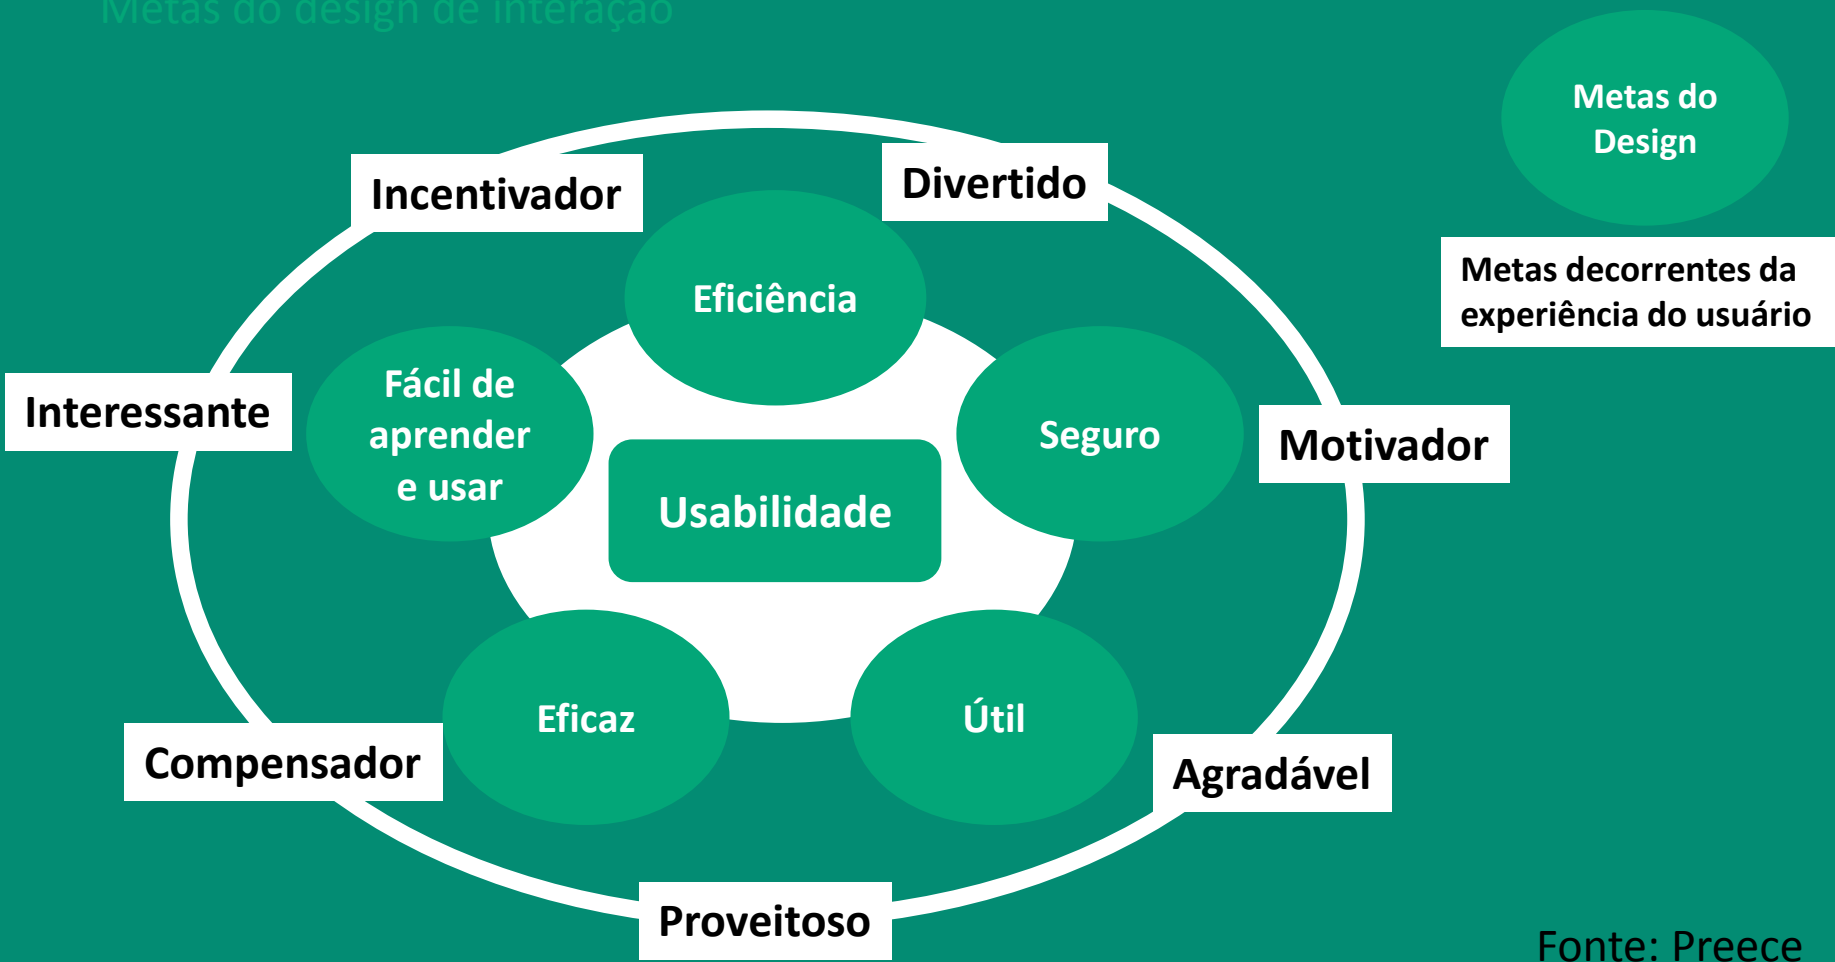 Metas do design de interação
Metas do
Design
Incentivador
Divertido
Eficiência
Metas decorrentes da
experiência do usuário
Fácil de
aprender
e usar
Interessante
Seguro
Motivador
Usabilidade
Eficaz
Útil
Compensador
Agradável
Proveitoso
Fonte: Preece